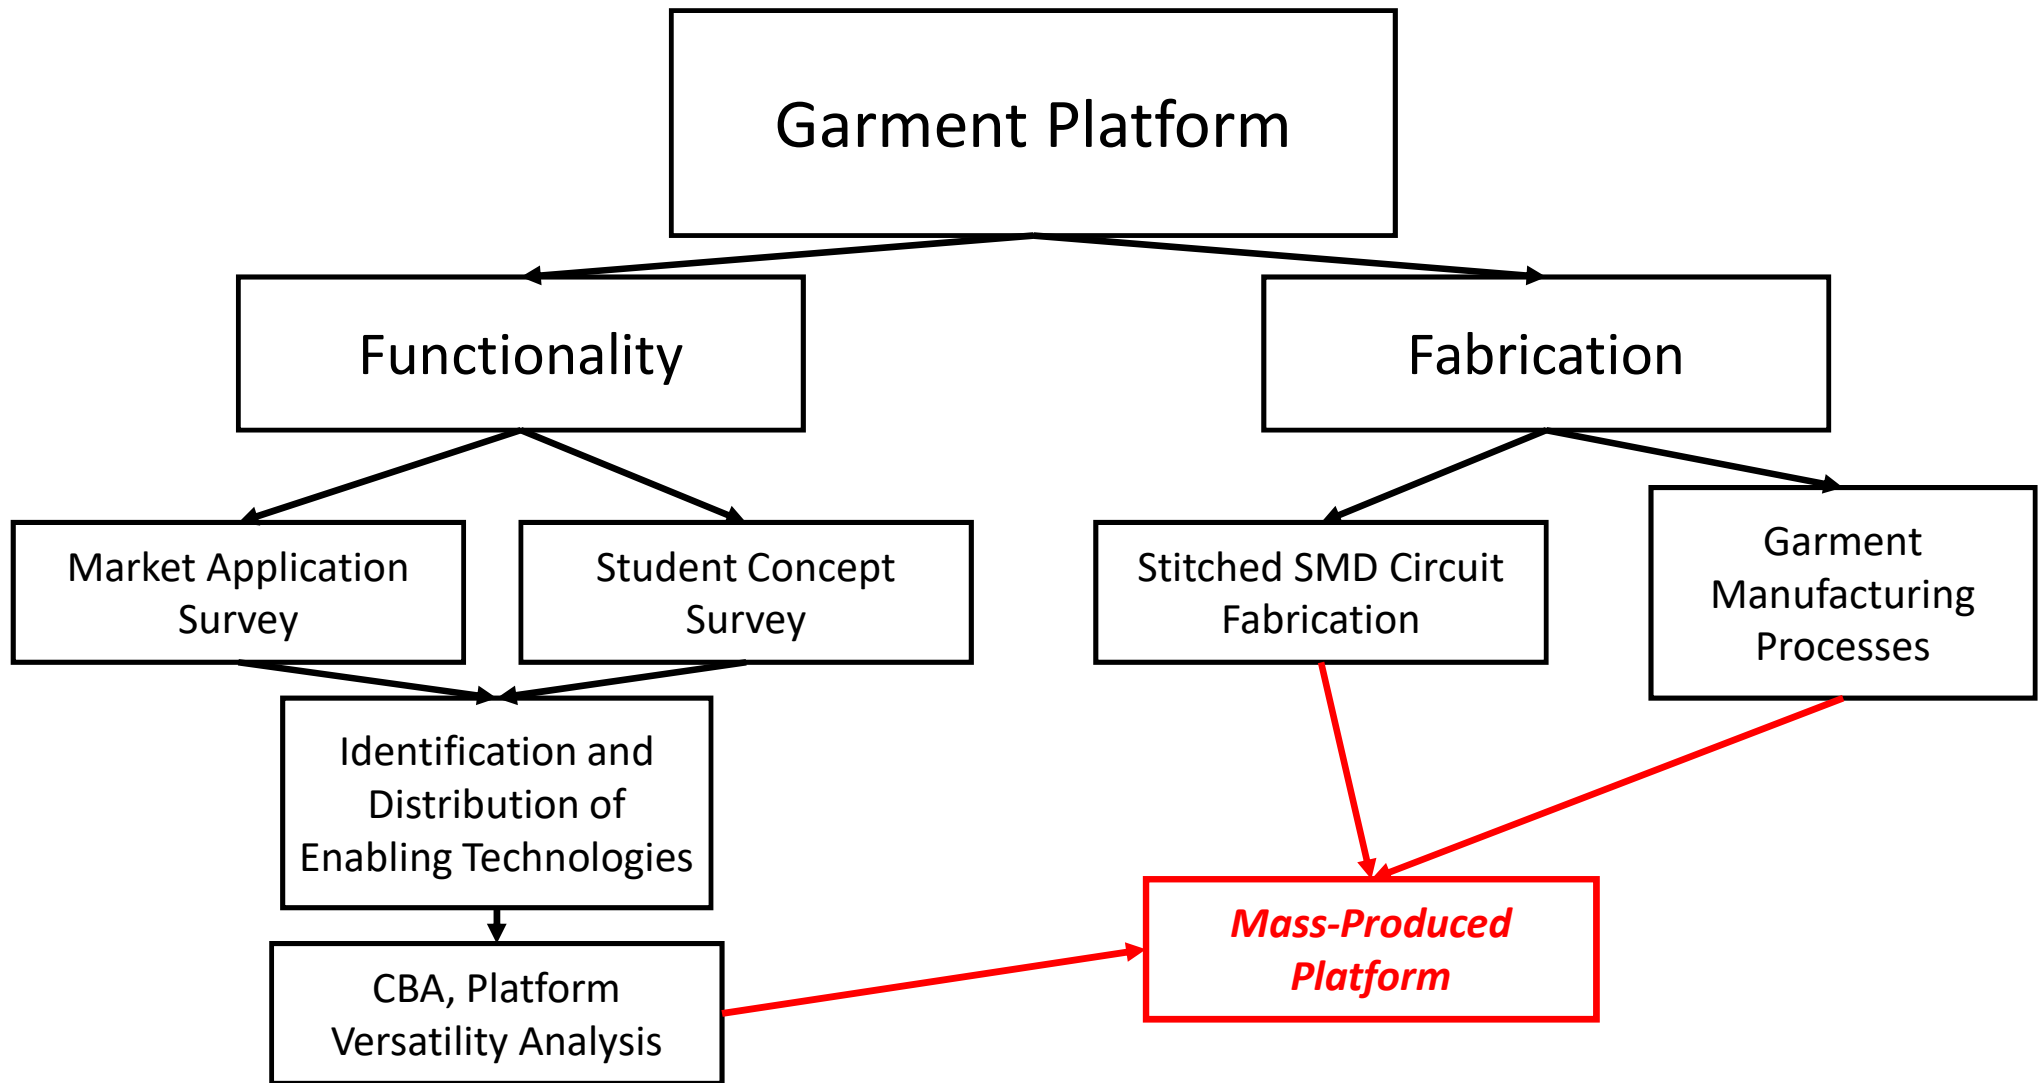 Garment Platform
Functionality
Fabrication
Market Application
Survey
Student Concept
Survey
Stitched SMD Circuit
Fabrication
Garment
Manufacturing
Processes
Identification and
Distribution of
Enabling Technologies
Mass-Produced
Platform
CBA, Platform
Versatility Analysis